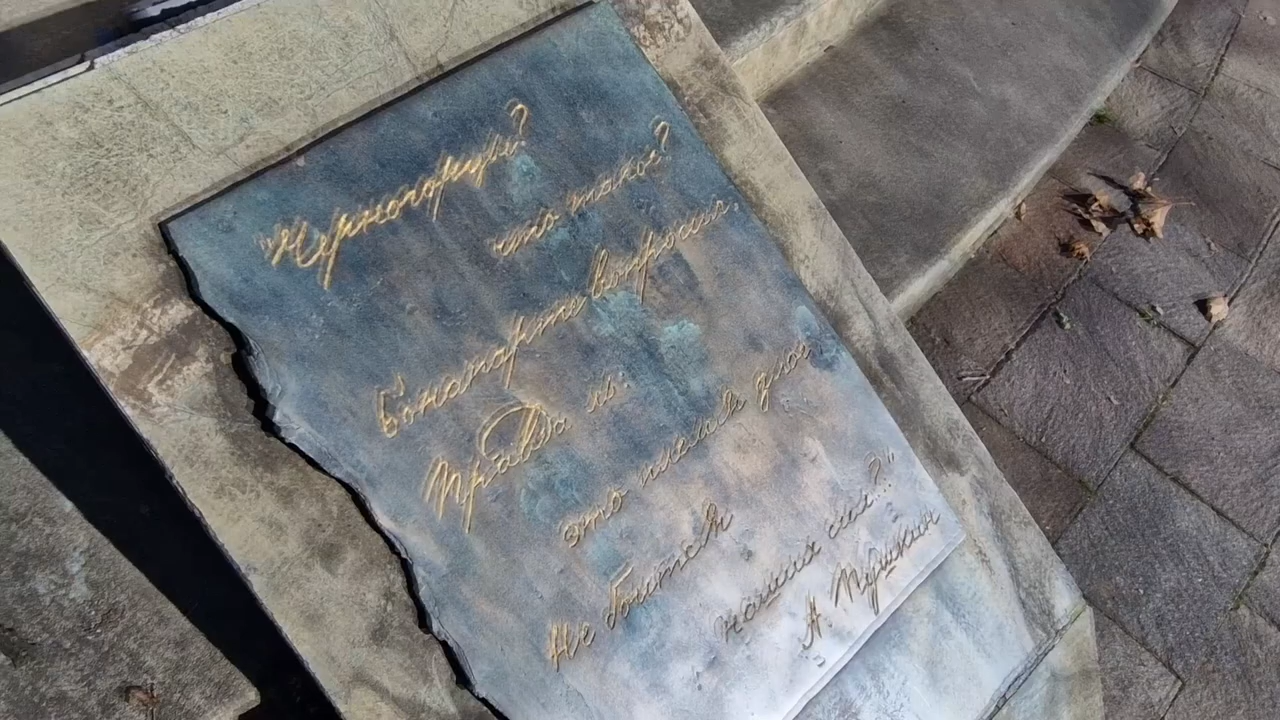 "Черногорцы?
что такое?
Бонапарте вопросил,
Правда ль:
это племя злое
Не боится
наших сил?"
А. Пушкин